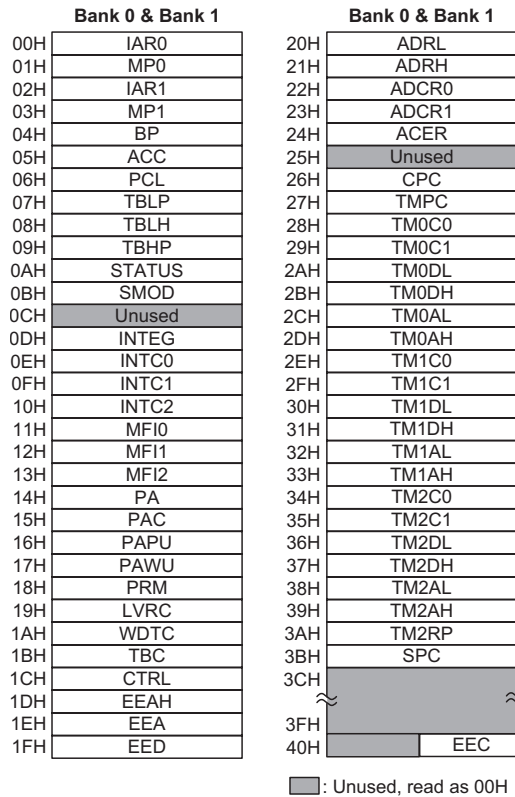 Bank 0 & Bank 1
00H IAR0
01H MP0
02H IAR1
03H MP1
04H BP
05H ACC
06H PCL
07H TBLP
08H TBLH
09H TBHP
0AH STATUS
0BH SMOD
0CH Unused
0DH INTEG
0EH INTC0
0FH INTC1
10H INTC2
11H MFI0
12H MFI1
13H MFI2
14H PA
15H PAC
16H PAPU
17H PAWU
18H PRM
19H LVRC
1AH WDTC
1BH TBC
1CH CTRL
1DH EEAH
1EH EEA
1FH EED
Bank 0 & Bank 1
20H ADRL
21H ADRH
22H ADCR0
23H ADCR1
24H ACER
25H Unused
26H CPC
27H TMPC
28H TM0C0
29H TM0C1
2AH TM0DL
2BH TM0DH
2CH TM0AL
2DH TM0AH
2EH TM1C0
2FH TM1C1
30H TM1DL
31H TM1DH
32H TM1AL
33H TM1AH
34H TM2C0
35H TM2C1
36H TM2DL
37H TM2DH
38H TM2AL
39H TM2AH
3AH TM2RP
3BH SPC
3CH
3FH
40H EEC
: Unused, read as 00H